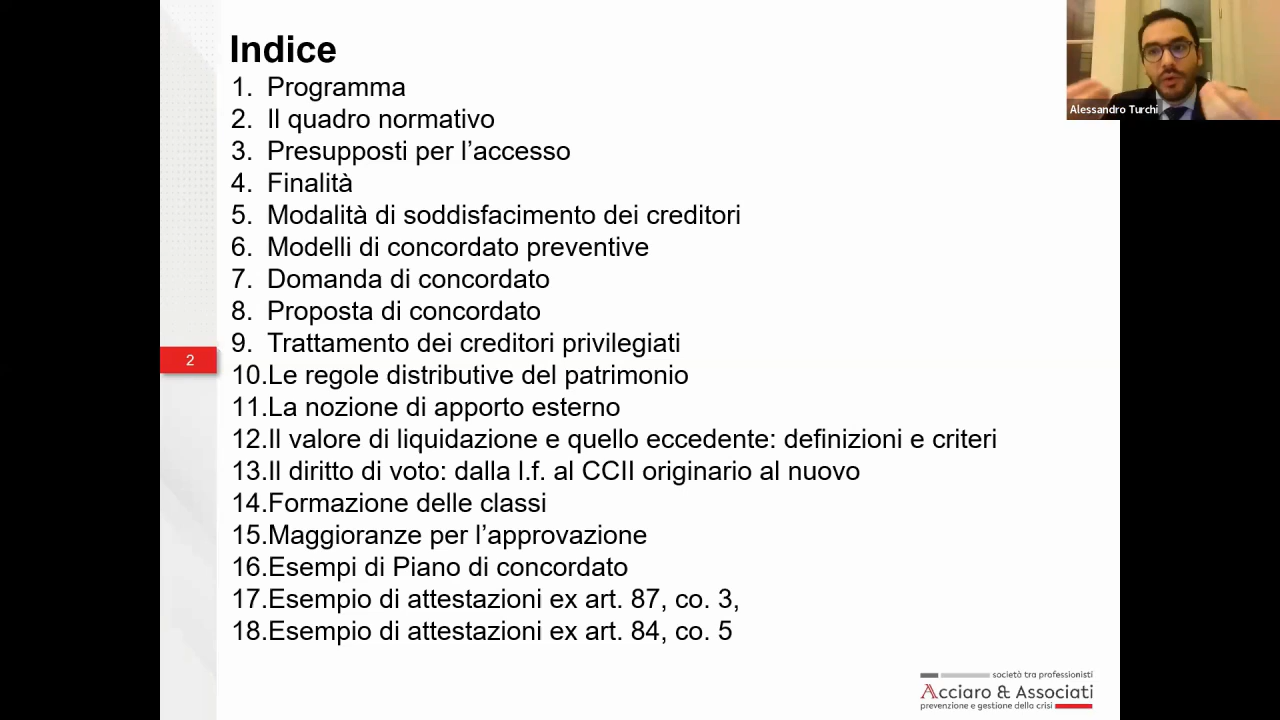 Indice
1. Programma
2. Il quadro normativo
3. Presupposti per l’accesso
4. Finalità
5. Modalità di soddisfacimento dei creditori
6. Modelli di concordato preventive
7. Domanda di concordato
8. Proposta di concordato
9. Trattamento dei creditori privilegiati
10.Le regole distributive del patrimonio
11.La nozione di apporto esterno
12.Il valore di liquidazione e quello eccedente: definizioni e criteri
13.Il diritto di voto: dalla l.f. al CCII originario al nuovo
14.Formazione delle classi
15.Maggioranze per l’approvazione
16.Esempi di Piano di concordato
17.Esempio di attestazioni ex art. 87, co. 3,
18.Esempio di attestazioni ex art. 84, co. 5
2
Alessandro Turchi
società tra professionisti
Acciaro & Associati
prevenzione e gestione della crisi